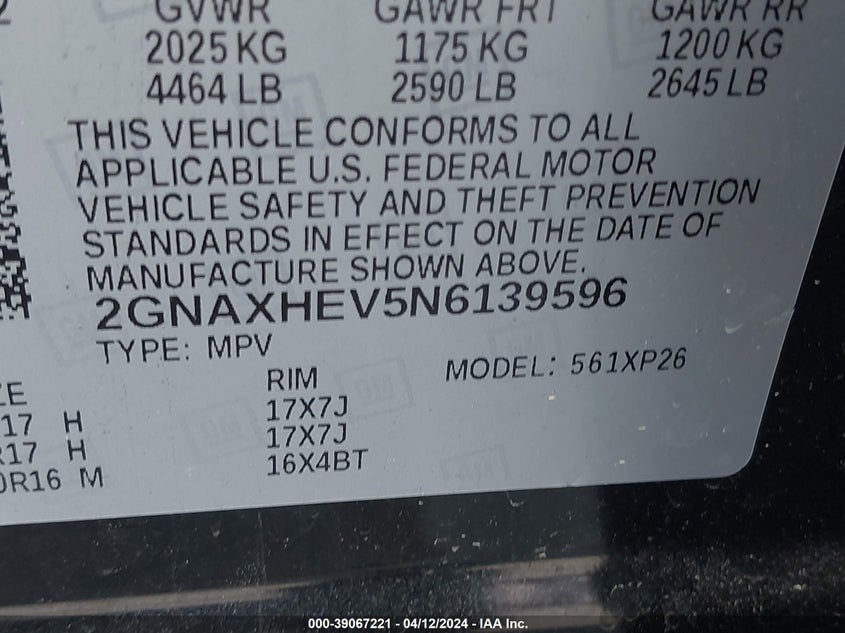 GVWR GAWR FRT GAWR RR
2025 KG 1175 KG 1200 KG
4464 LB 2590 LB 2645 LB
THIS VEHICLE CONFORMS TO ALL
APPLICABLE U.S. FEDERAL MOTOR
VEHICLE SAFETY AND THEFT PREVENTION
STANDARDS IN EFFECT ON THE DATE OF
MANUFACTURE SHOWN ABOVE.
2GNAXHEV5N6139596
TYPE: MPV
MODEL: 561XP26
ZE RIM
17 H 17X7J
R17 H 17X7J
0R16 M 16X4BT
000-39067221 - 04/12/2024 - IAA Inc.